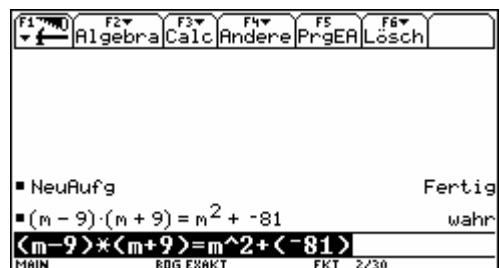 F1 F2 Algebra F3 Calc F4 Andere F5 PrgEA F6 Lösch
▪ NeuAufg Fertig
▪ (m − 9)·(m + 9) = m² + ⁻81 wahr
(m-9)*(m+9)=m^2+(⁻81)
MAIN BOG EXAKT FKT 2/30